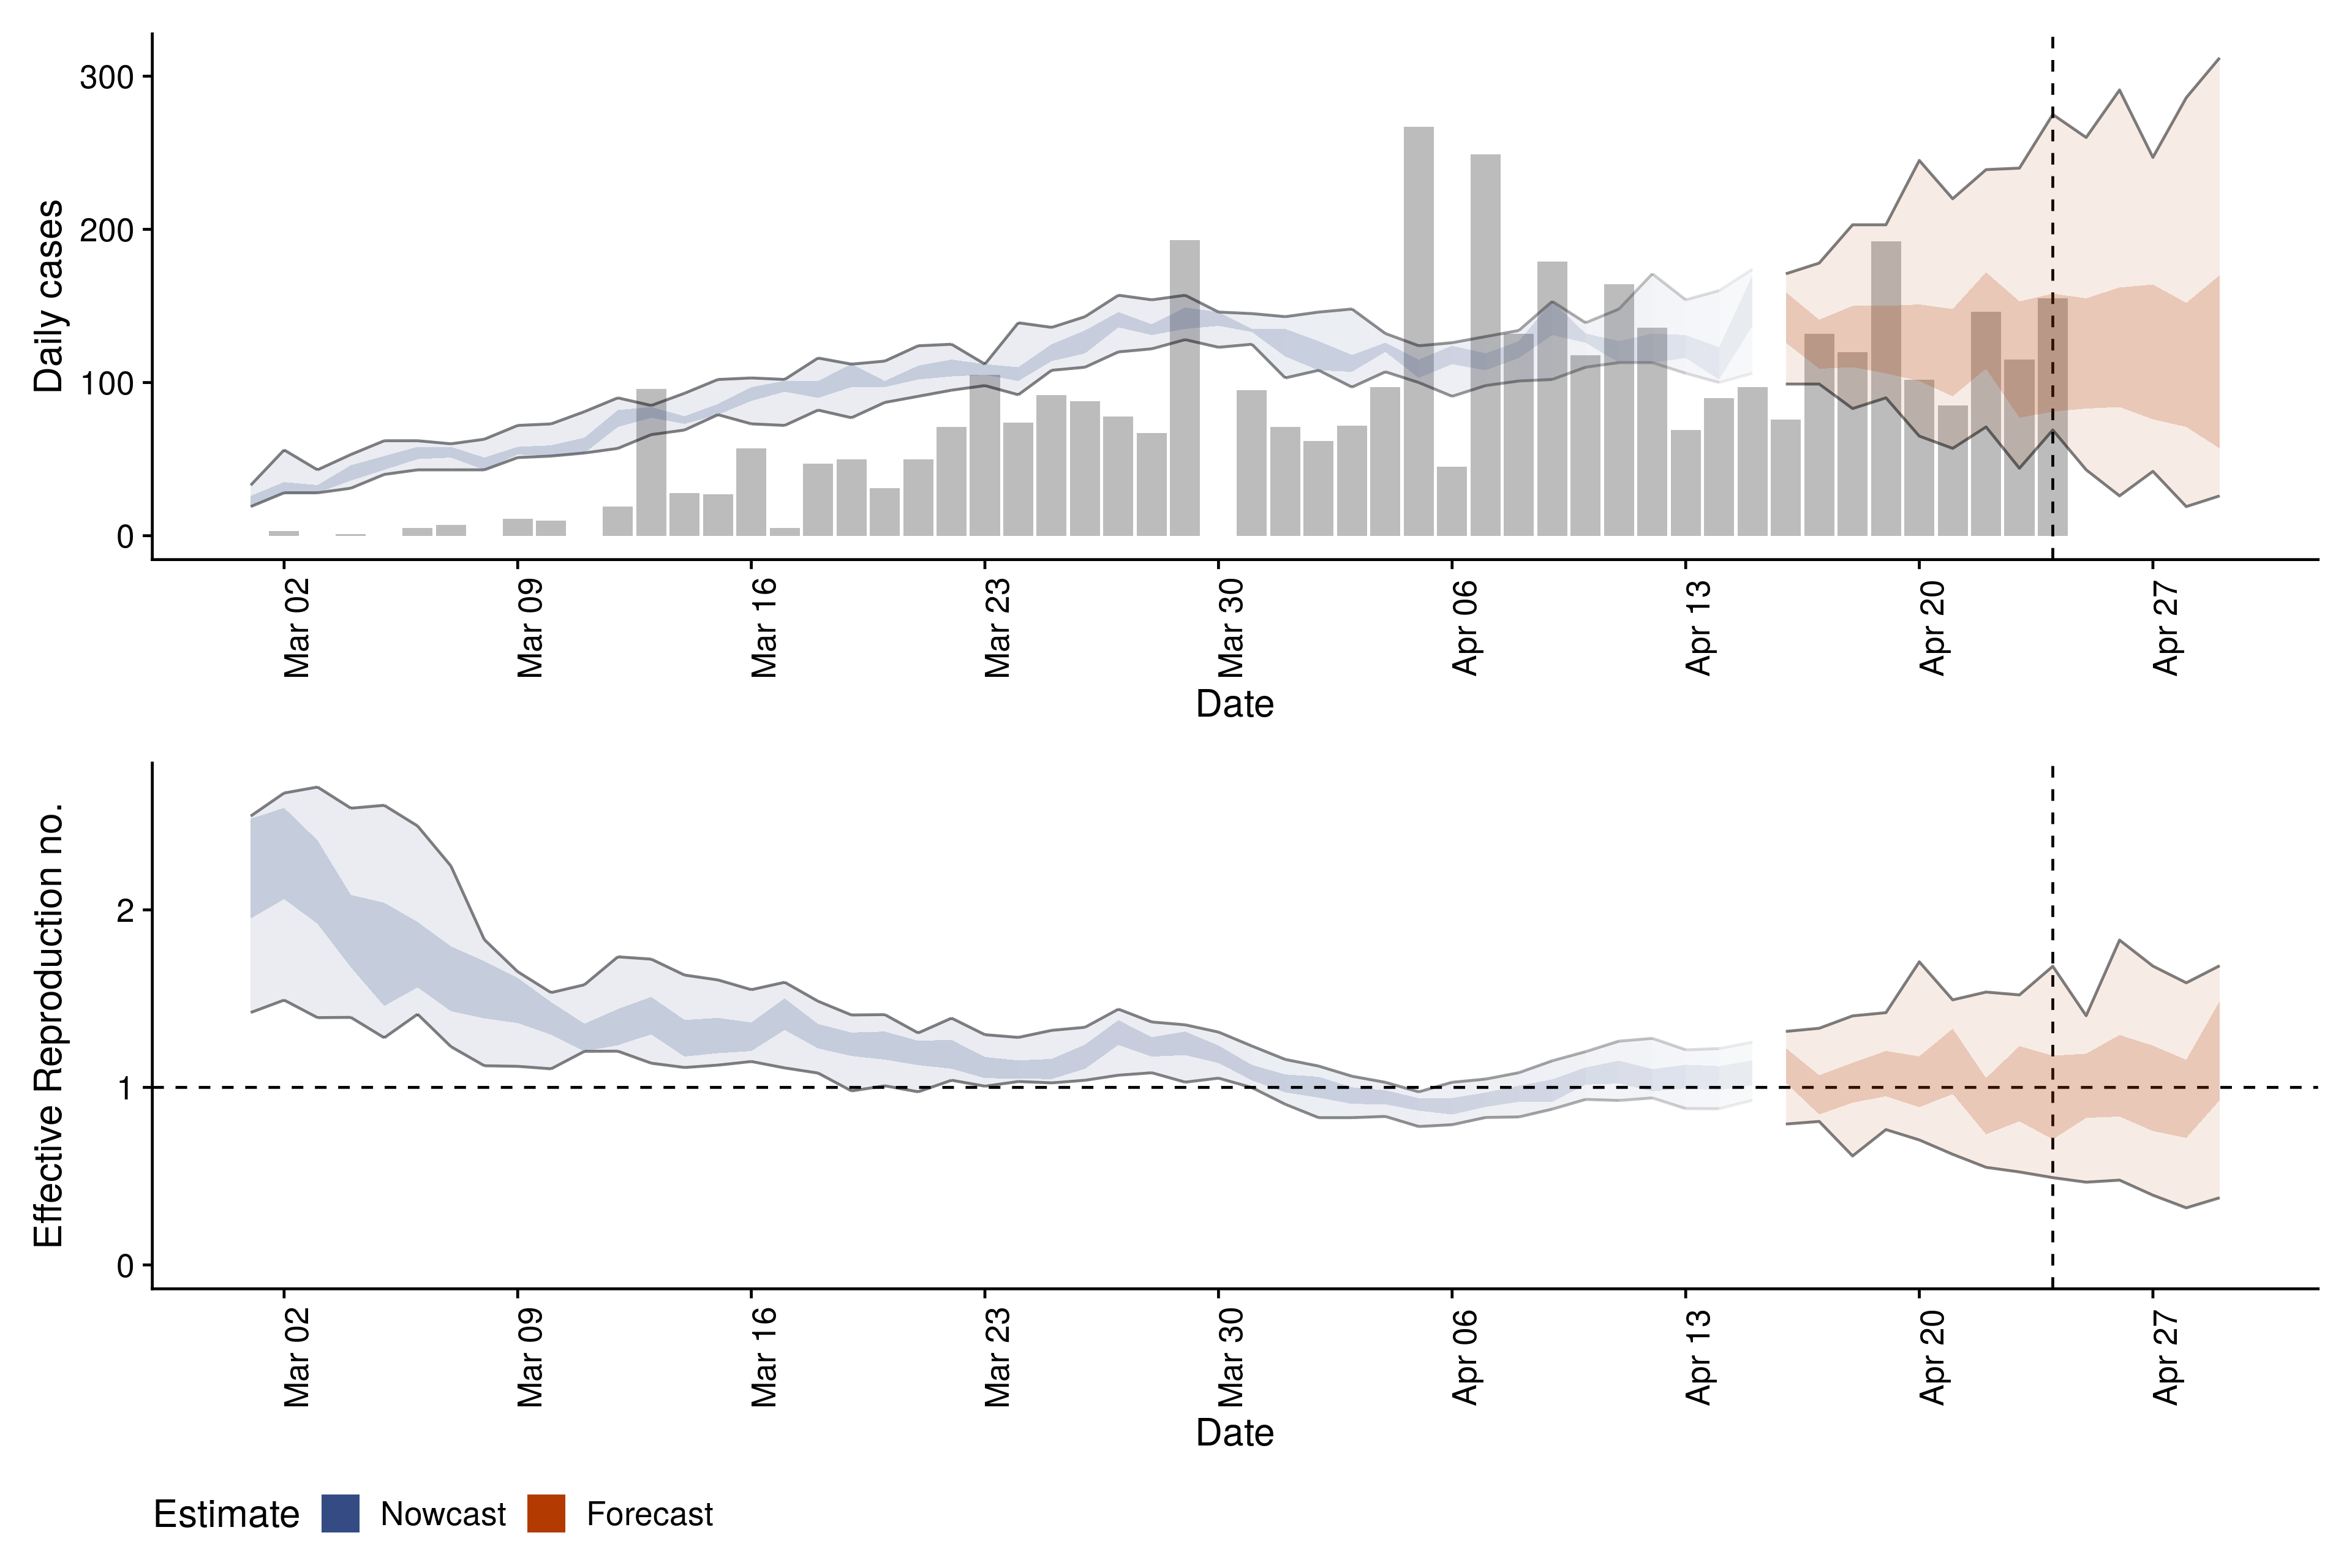 300
200
100
0
Daily cases
Mar 02
Mar 09
Mar 16
Mar 23
Mar 30
Apr 06
Apr 13
Apr 20
Apr 27
Date
2
1
0
Effective Reproduction no.
Mar 02
Mar 09
Mar 16
Mar 23
Mar 30
Apr 06
Apr 13
Apr 20
Apr 27
Date
Estimate Nowcast Forecast